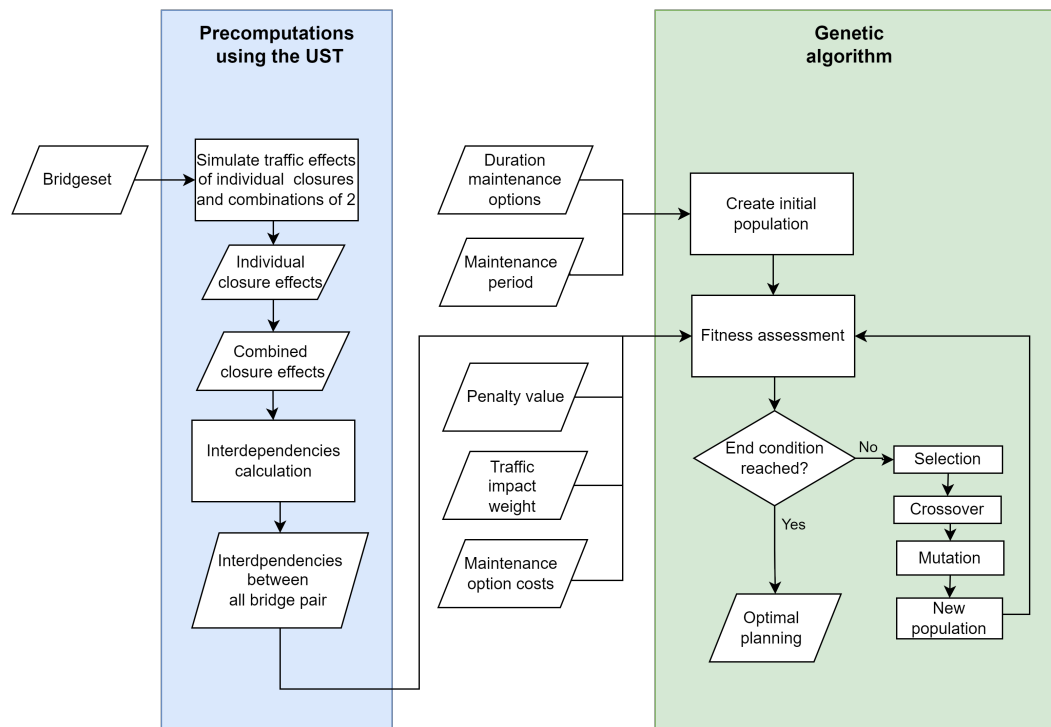 Precomputations
using the UST
Bridgeset
Simulate traffic effects
of individual closures
and combinations of 2
Individual
closure effects
Combined
closure effects
Interdependencies
calculation
Interdpendencies
between
all bridge pair
Duration
maintenance
options
Maintenance
period
Penalty value
Traffic
impact
weight
Maintenance
option costs
Genetic
algorithm
Create initial
population
Fitness assessment
End condition
reached?
No
Yes
Selection
Crossover
Mutation
New
population
Optimal
planning